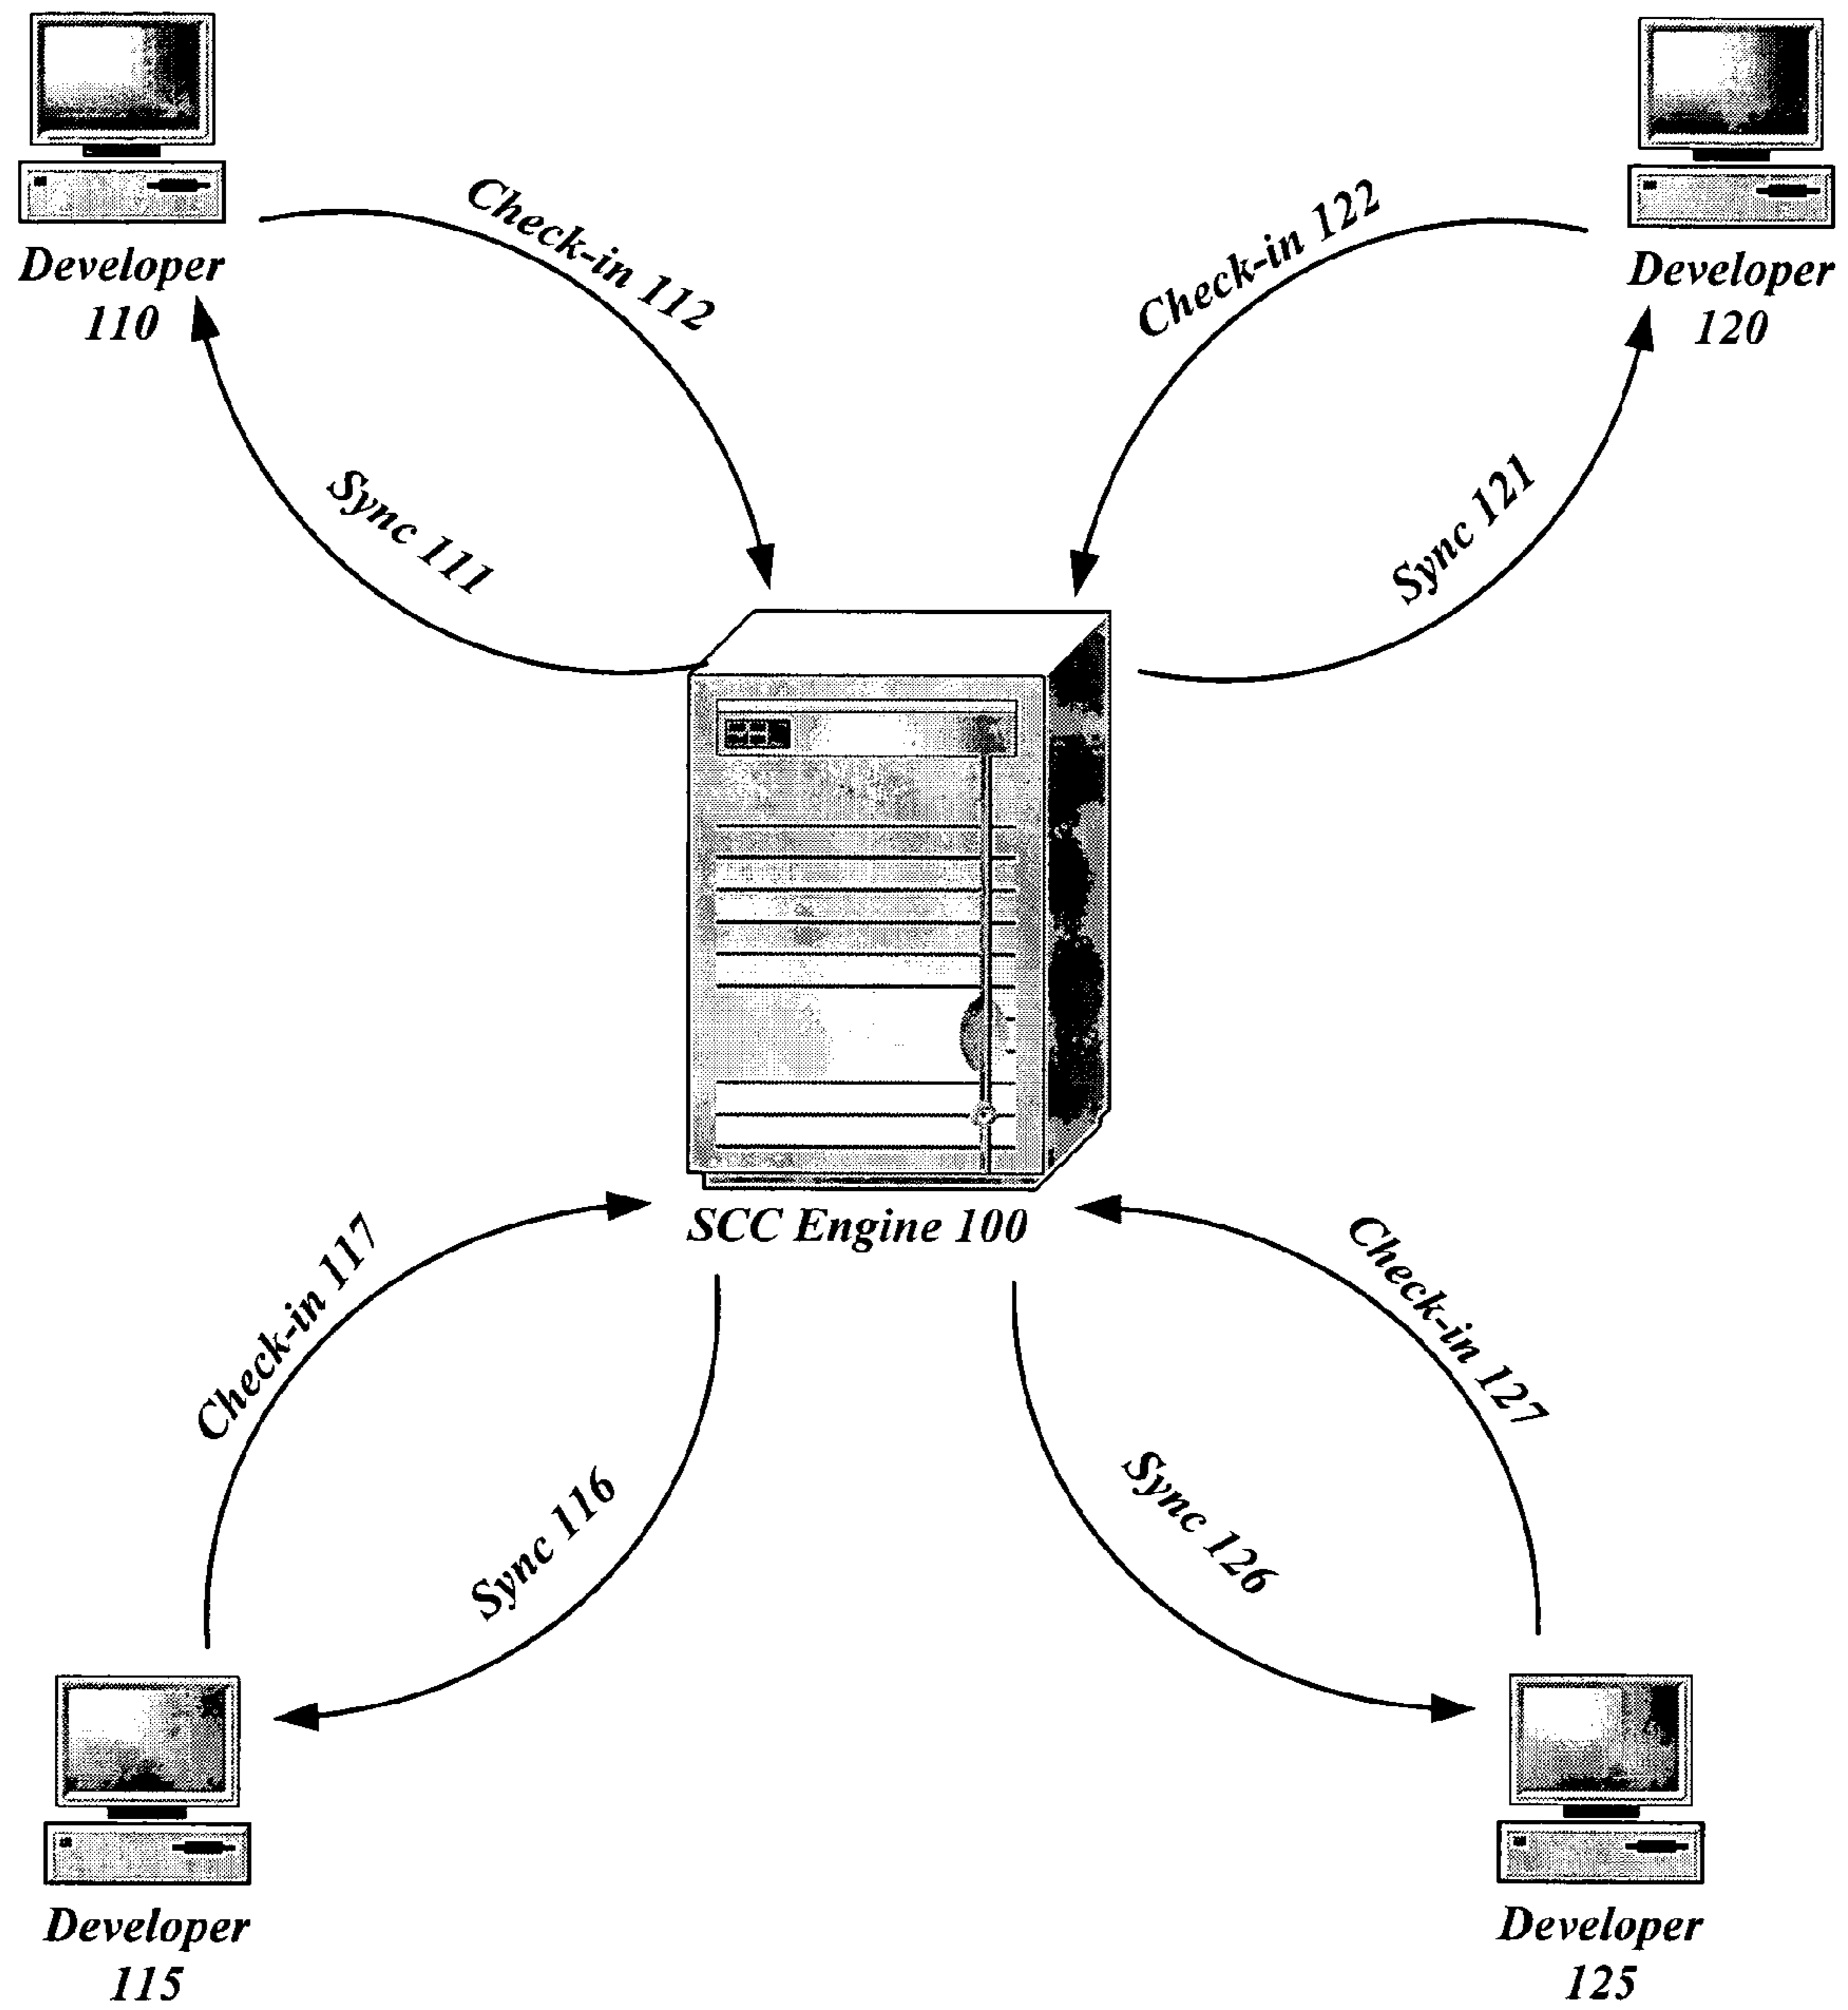 Developer
110
Check-in 112
Check-in 122
Developer
120
Sync 111
Sync 121
SCC Engine 100
Check-in 117
Check-in 127
Sync 116
Sync 126
Developer
115
Developer
125